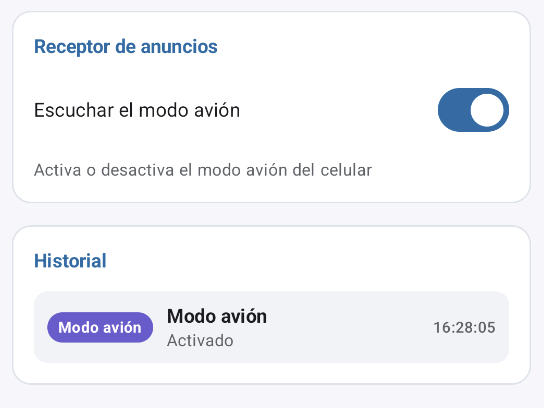 Receptor de anuncios
Escuchar el modo avión
Activa o desactiva el modo avión del celular
Historial
Modo avión
Modo avión
Activado
16:28:05